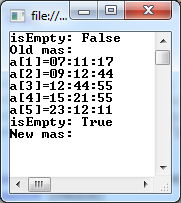 file://...
isEmpty: False
Old mas:
a[1]=07:11:17
a[2]=09:12:44
a[3]=12:44:55
a[4]=15:21:55
a[5]=23:12:11
isEmpty: True
New mas: